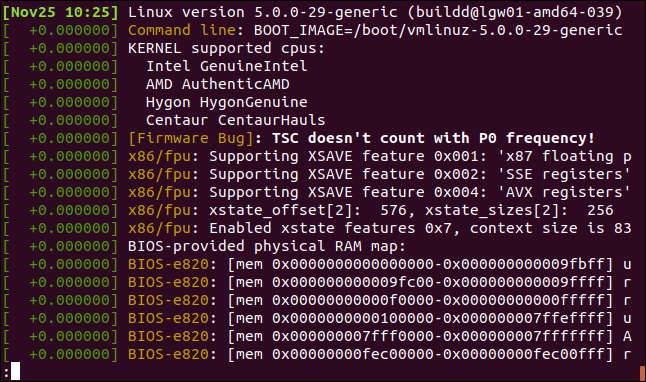 [Nov25 10:25] Linux version 5.0.0-29-generic (buildd@lgw01-amd64-039)
[  +0.000000] Command line: BOOT_IMAGE=/boot/vmlinuz-5.0.0-29-generic
[  +0.000000] KERNEL supported cpus:
[  +0.000000]   Intel GenuineIntel
[  +0.000000]   AMD AuthenticAMD
[  +0.000000]   Hygon HygonGenuine
[  +0.000000]   Centaur CentaurHauls
[  +0.000000] [Firmware Bug]: TSC doesn't count with P0 frequency!
[  +0.000000] x86/fpu: Supporting XSAVE feature 0x001: 'x87 floating p
[  +0.000000] x86/fpu: Supporting XSAVE feature 0x002: 'SSE registers'
[  +0.000000] x86/fpu: Supporting XSAVE feature 0x004: 'AVX registers'
[  +0.000000] x86/fpu: xstate_offset[2]:  576, xstate_sizes[2]:  256
[  +0.000000] x86/fpu: Enabled xstate features 0x7, context size is 83
[  +0.000000] BIOS-provided physical RAM map:
[  +0.000000] BIOS-e820: [mem 0x0000000000000000-0x000000000009fbff] u
[  +0.000000] BIOS-e820: [mem 0x000000000009fc00-0x000000000009ffff] r
[  +0.000000] BIOS-e820: [mem 0x00000000000f0000-0x00000000000fffff] r
[  +0.000000] BIOS-e820: [mem 0x0000000000100000-0x000000007ffeffff] u
[  +0.000000] BIOS-e820: [mem 0x000000007fff0000-0x000000007fffffff] A
[  +0.000000] BIOS-e820: [mem 0x00000000fec00000-0x00000000fec00fff] r
: